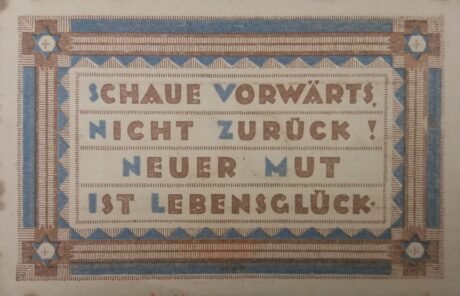 SCHAUE VORWÄRTS,
NICHT ZURÜCK!
NEUER MUT
IST LEBENSGLÜCK.